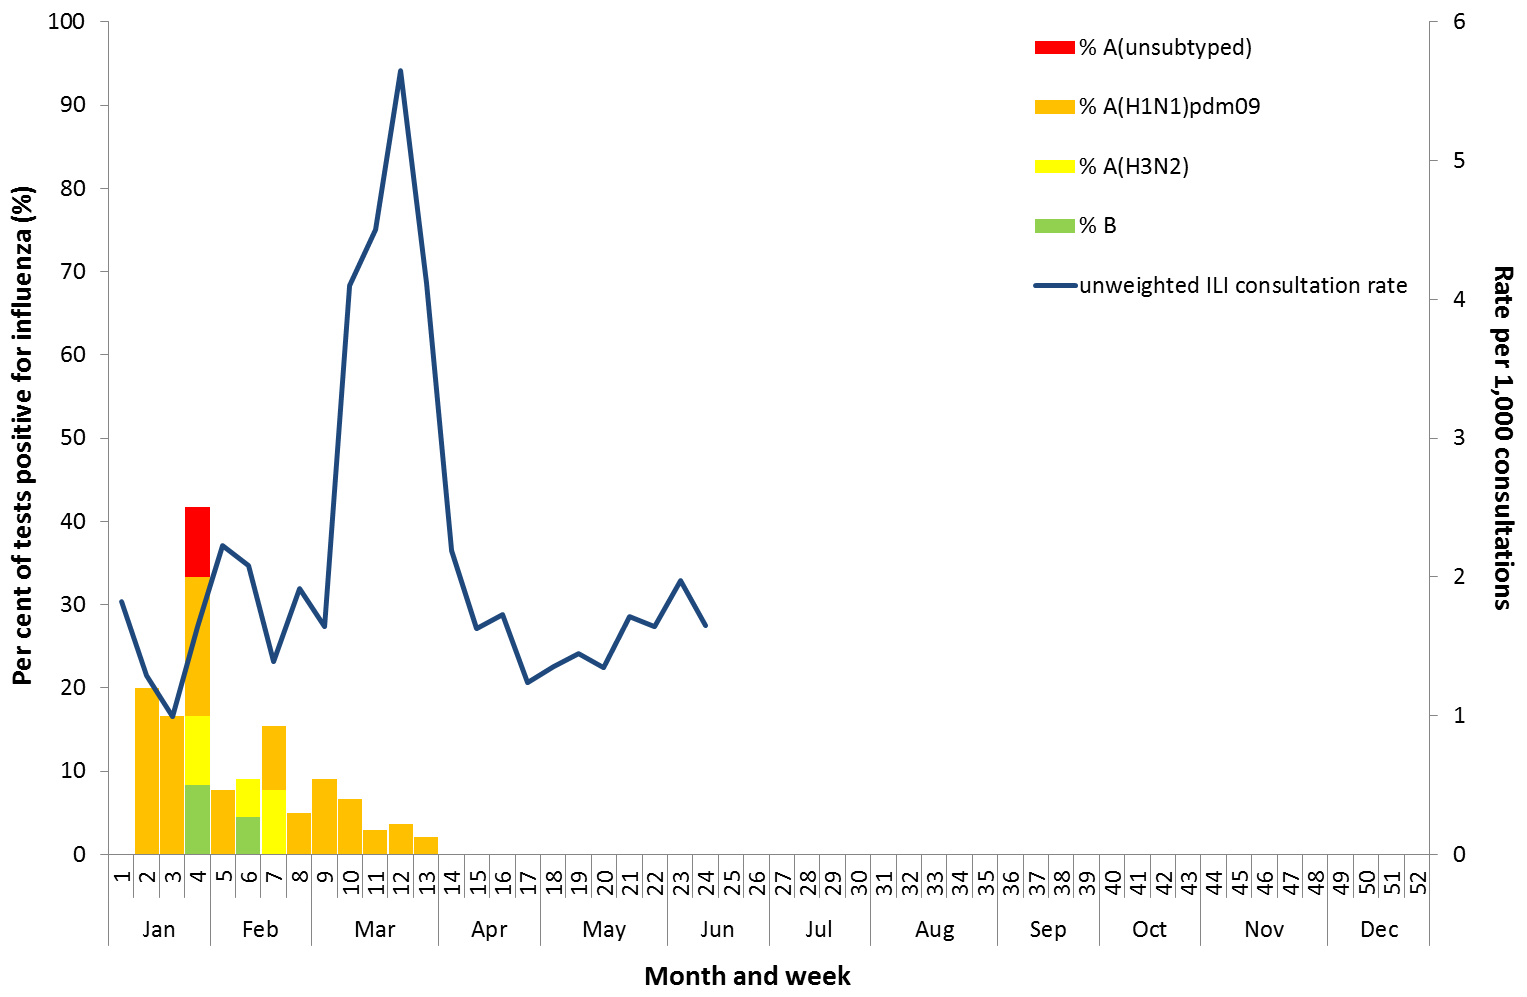 100
90
80
70
60
50
40
30
20
10
0
Per cent of tests positive for influenza (%)
% A(unsubtyped)
% A(H1N1)pdm09
% A(H3N2)
% B
unweighted ILI consultation rate
6
5
4
3
2
1
0
Rate per 1,000 consultations
1 2 3 4 5 6 7 8 9 10 11 12 13 14 15 16 17 18 19 20 21 22 23 24 25 26 27 28 29 30 31 32 33 34 35 36 37 38 39 40 41 42 43 44 45 46 47 48 49 50 51 52
Jan Feb Mar Apr May Jun Jul Aug Sep Oct Nov Dec
Month and week